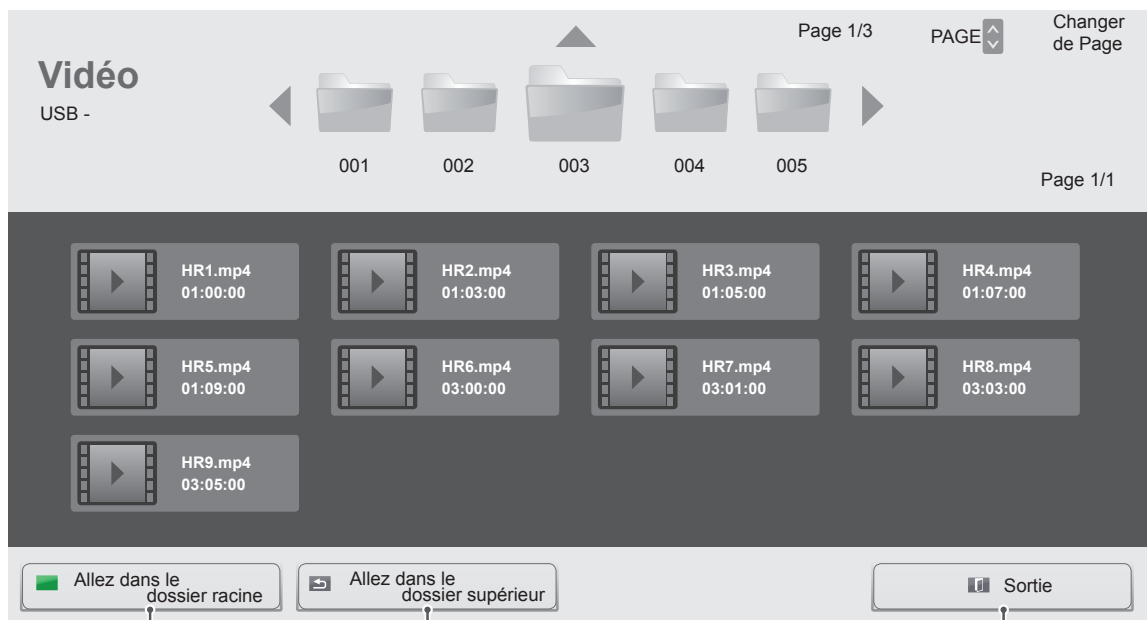 Page 1/3
PAGE
Changer
de Page
Vidéo
USB -
001 002 003 004 005
Page 1/1
HR1.mp4
01:00:00
HR2.mp4
01:03:00
HR3.mp4
01:05:00
HR4.mp4
01:07:00
HR5.mp4
01:09:00
HR6.mp4
03:00:00
HR7.mp4
03:01:00
HR8.mp4
03:03:00
HR9.mp4
03:05:00
Allez dans le
dossier racine
Allez dans le
dossier supérieur
Sortie